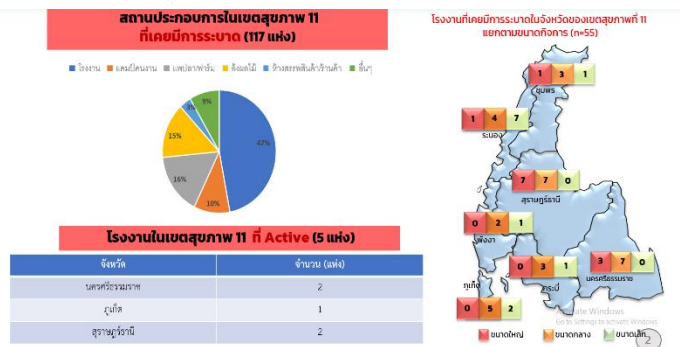 สถานประกอบการในเขตสุขภาพ 11
ที่เคยมีการระบาด (117 แห่ง)
โรงงาน แคมป์คนงาน แพปลา/ฟาร์ม ล้งผลไม้ ห้างสรรพสินค้า/ร้านค้า อื่นๆ
47%
10%
16%
15%
3%
9%
โรงงานในเขตสุขภาพ 11 ที่ Active (5 แห่ง)
จังหวัด จำนวน (แห่ง)
นครศรีธรรมราช 2
ภูเก็ต 1
สุราษฎร์ธานี 2
โรงงานที่เคยมีการระบาดในจังหวัดของเขตสุขภาพที่ 11
แยกตามขนาดกิจการ (n=55)
1 3 1
ชุมพร
1 4 7
ระนอง
7 7 0
สุราษฎร์ธานี
0 2 1
พังงา
0 3 1
กระบี่
3 7 0
นครศรีธรรมราช
ภูเก็ต
0 5 2
Activate Windows
Go to Settings to activate Windows.
ขนาดใหญ่ ขนาดกลาง ขนาดเล็ก
2